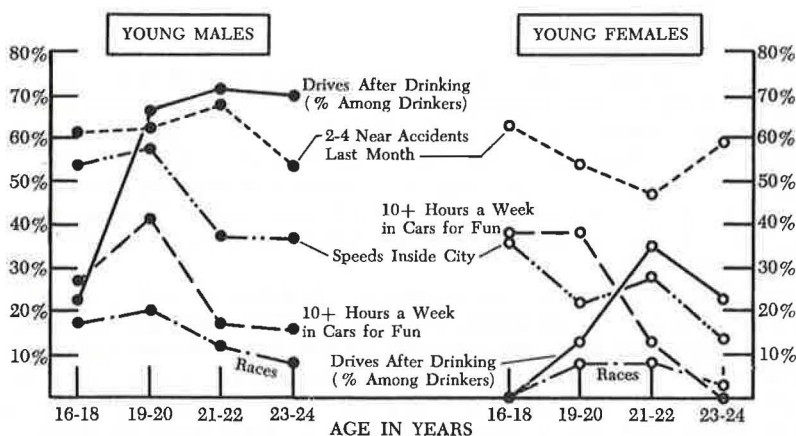 YOUNG MALES
YOUNG FEMALES
80%
70%
60%
50%
40%
30%
20%
10%
80%
70%
60%
50%
40%
30%
20%
10%
Drives After Drinking
(% Among Drinkers)
2-4 Near Accidents
Last Month
10+ Hours a Week
in Cars for Fun
Speeds Inside City
10+ Hours a Week
in Cars for Fun
Races
Drives After Drinking
(% Among Drinkers)
Races
16-18
19-20
21-22
23-24
16-18
19-20
21-22
23-24
AGE IN YEARS